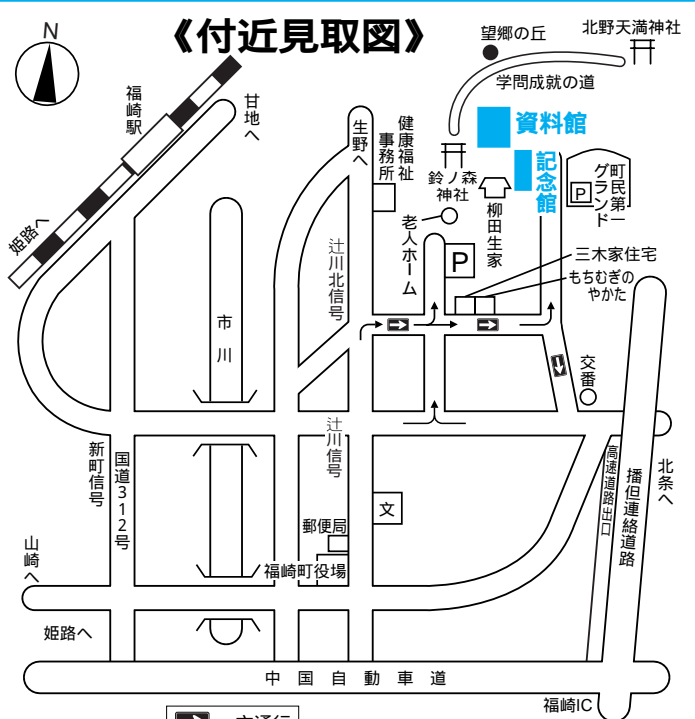 《付近見取図》
N
望郷の丘
北野天満神社
学問成就の道
福崎駅
甘地へ
生野へ
健康福祉
事務所
資料館
記念館
鈴ノ森
神社
町民第一
グランド
P
柳田生家
老人ホーム
姫路へ
辻川北信号
P
三木家住宅
もちむぎの
やかた
市川
交番
辻川信号
新町信号
国道312号
高速道路出口
播但連絡道路
北条へ
文
郵便局
山崎へ
福崎町役場
姫路へ
中国自動車道
福崎IC